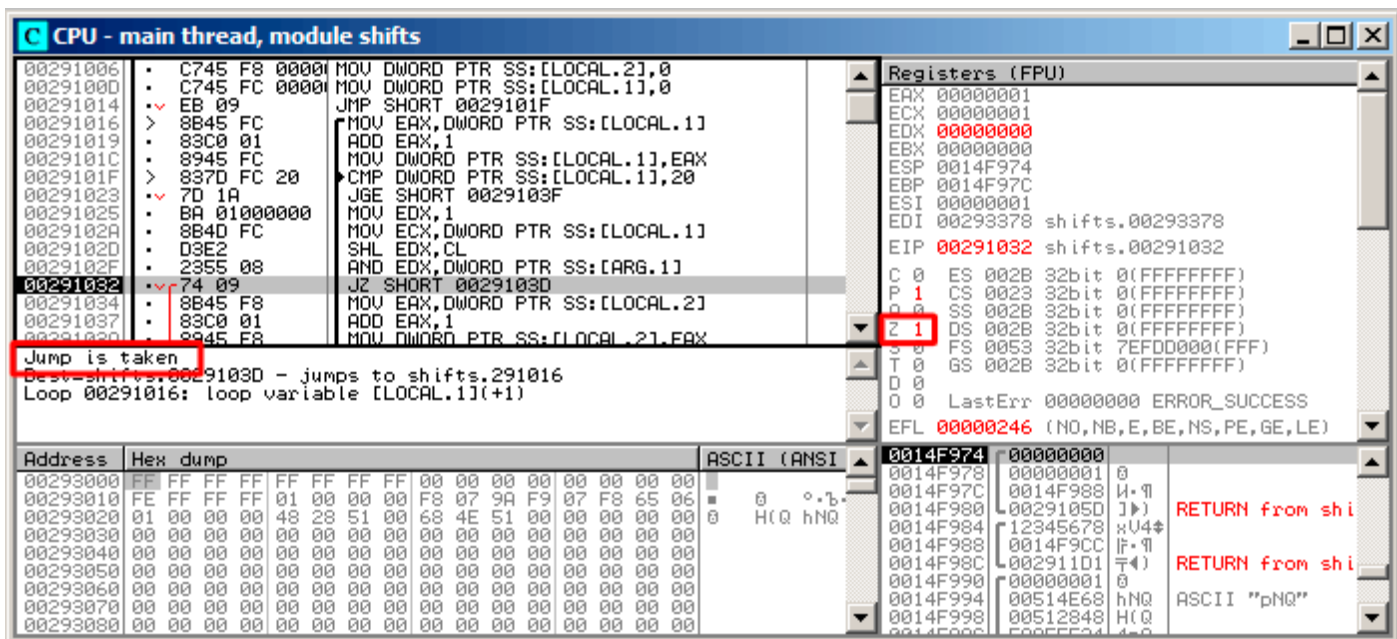 C CPU - main thread, module shifts
00291006 · C745 F8 0000 MOV DWORD PTR SS:[LOCAL.2],0
0029100D · C745 FC 0000 MOV DWORD PTR SS:[LOCAL.1],0
00291014 · EB 09 JMP SHORT 0029101F
00291016 > 8B45 FC MOV EAX,DWORD PTR SS:[LOCAL.1]
00291019 · 83C0 01 ADD EAX,1
0029101C · 8945 FC MOV DWORD PTR SS:[LOCAL.1],EAX
0029101F > 837D FC 20 CMP DWORD PTR SS:[LOCAL.1],20
00291023 · 7D 1A JGE SHORT 0029103F
00291025 · BA 01000000 MOV EDX,1
0029102A · 8B4D FC MOV ECX,DWORD PTR SS:[LOCAL.1]
0029102D · D3E2 SHL EDX,CL
0029102F · 2355 08 AND EDX,DWORD PTR SS:[ARG.1]
00291032 · 74 09 JZ SHORT 0029103D
00291034 · 8B45 F8 MOV EAX,DWORD PTR SS:[LOCAL.2]
00291037 · 83C0 01 ADD EAX,1
0029103A · 8945 F8 MOV DWORD PTR SS:[LOCAL.2],EAX
Jump is taken
Dest=shifts.0029103D - jumps to shifts.291016
Loop 00291016: loop variable [LOCAL.1](+1)
Registers (FPU)
EAX 00000001
ECX 00000001
EDX 00000000
EBX 00000000
ESP 0014F974
EBP 0014F97C
ESI 00000001
EDI 00293378 shifts.00293378
EIP 00291032 shifts.00291032
C 0 ES 002B 32bit 0(FFFFFFFF)
P 1 CS 0023 32bit 0(FFFFFFFF)
A 0 SS 002B 32bit 0(FFFFFFFF)
Z 1 DS 002B 32bit 0(FFFFFFFF)
S 0 FS 0053 32bit 7EFDD000(FFF)
T 0 GS 002B 32bit 0(FFFFFFFF)
D 0
O 0 LastErr 00000000 ERROR_SUCCESS
EFL 00000246 (NO,NB,E,BE,NS,PE,GE,LE)
Address Hex dump ASCII (ANSI
00293000 FF FF FF FF FF FF FF FF 00 00 00 00 00 00 00 00
00293010 FE FF FF FF 01 00 00 00 F8 07 9A F9 07 F8 65 06
00293020 01 00 00 00 48 28 51 00 68 4E 51 00 00 00 00 00 H(Q hNQ
00293030 00 00 00 00 00 00 00 00 00 00 00 00 00 00 00 00
00293040 00 00 00 00 00 00 00 00 00 00 00 00 00 00 00 00
00293050 00 00 00 00 00 00 00 00 00 00 00 00 00 00 00 00
00293060 00 00 00 00 00 00 00 00 00 00 00 00 00 00 00 00
00293070 00 00 00 00 00 00 00 00 00 00 00 00 00 00 00 00
00293080 00 00 00 00 00 00 00 00 00 00 00 00 00 00 00 00
0014F974 00000000
0014F978 00000001
0014F97C 0014F988
0014F980 0029105D RETURN from shi
0014F984 12345678 xV4
0014F988 0014F9CC
0014F98C 002911D1 RETURN from shi
0014F990 00000001
0014F994 00514E68 hNQ ASCII "pNQ"
0014F998 00512848 H(Q